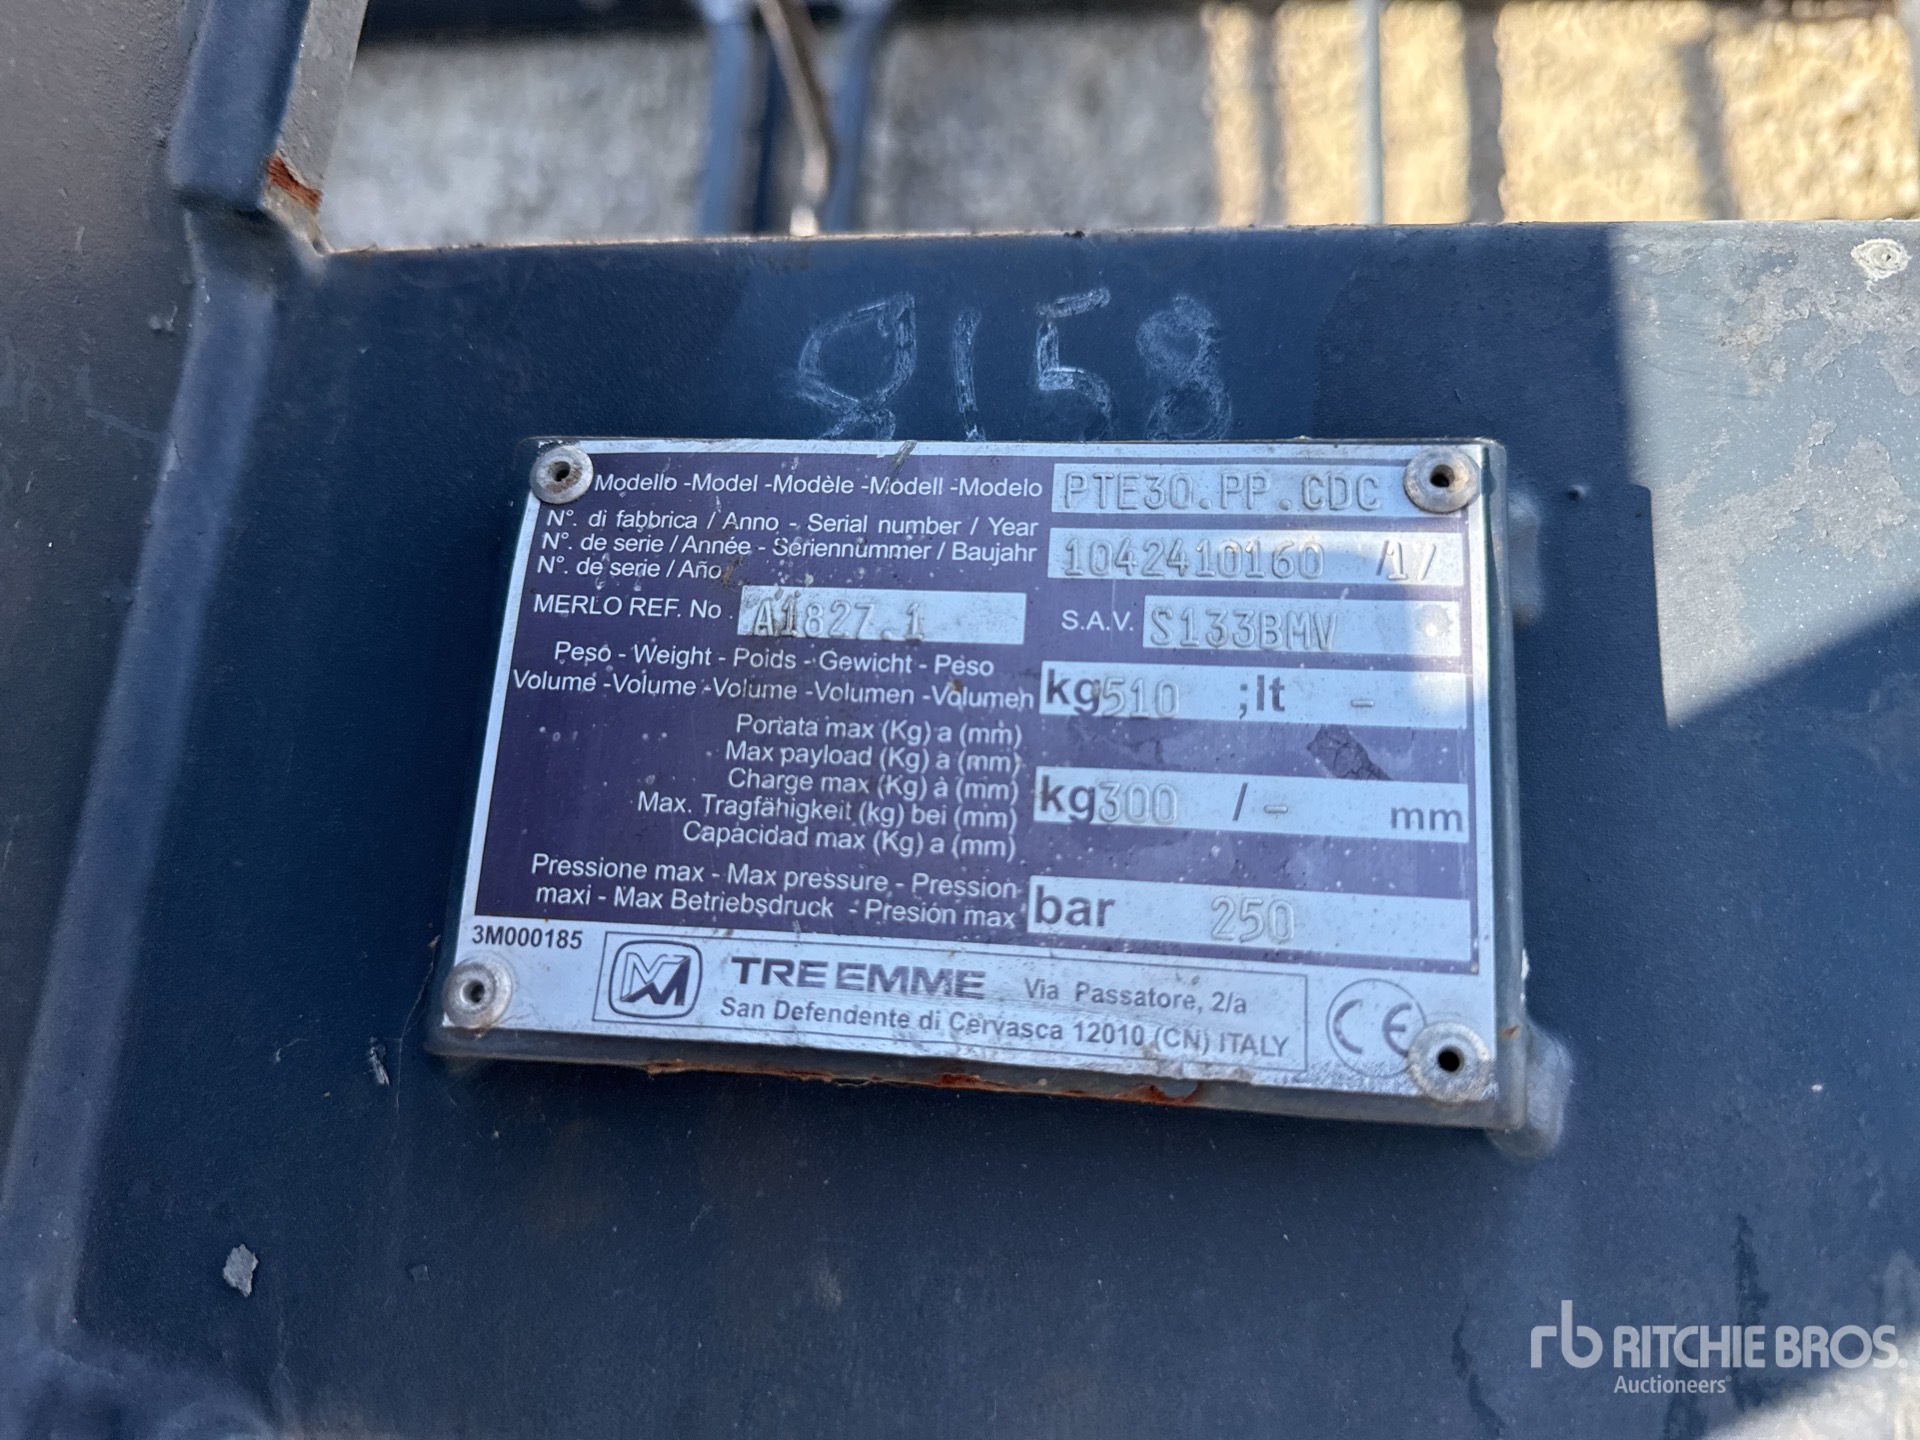 8158
Modello -Model -Modèle -Modell -Modelo PTE30.PP.CDC
N°. di fabbrica / Anno - Serial number / Year
N°. de serie / Année - Seriennummer / Baujahr 1042410160 /17
N°. de serie / Año
MERLO REF. No. A1827.1 S.A.V. S133BMV
Peso - Weight - Poids - Gewicht - Peso
Volume -Volume -Volume -Volumen -Volumen kg510 ;lt -
Portata max (Kg) a (mm)
Max payload (Kg) a (mm)
Charge max (Kg) à (mm) kg300 / - mm
Max. Tragfähigkeit (kg) bei (mm)
Capacidad max (Kg) a (mm)
Pressione max - Max pressure - Pression
maxi - Max Betriebsdruck - Presión max bar 250
3M000185
TRE EMME Via Passatore, 2/a
San Defendente di Cervasca 12010 (CN) ITALY
CE
rb RITCHIE BROS.
Auctioneers